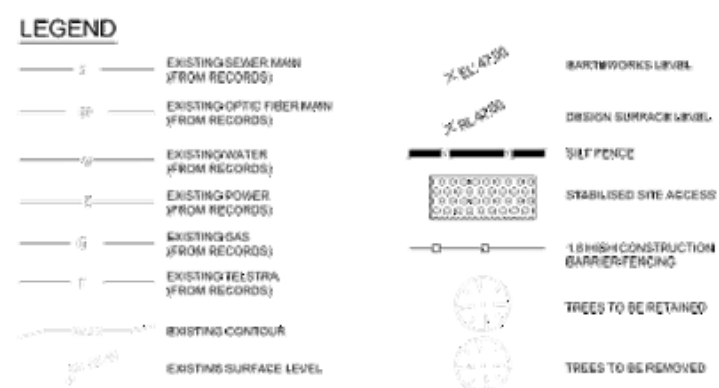 LEGEND
S
EXISTING SEWER MAIN
(FROM RECORDS)
EXISTING OPTIC FIBER MAIN
(FROM RECORDS)
W
EXISTING WATER
(FROM RECORDS)
E
EXISTING POWER
(FROM RECORDS)
G
EXISTING GAS
(FROM RECORDS)
T
EXISTING TELSTRA
(FROM RECORDS)
EXISTING CONTOUR
EXISTING SURFACE LEVEL
EARTHWORKS LEVEL
DESIGN SURFACE LEVEL
SILT FENCE
STABILISED SITE ACCESS
1.8 HIGH CONSTRUCTION
BARRIER FENCING
TREES TO BE RETAINED
TREES TO BE REMOVED